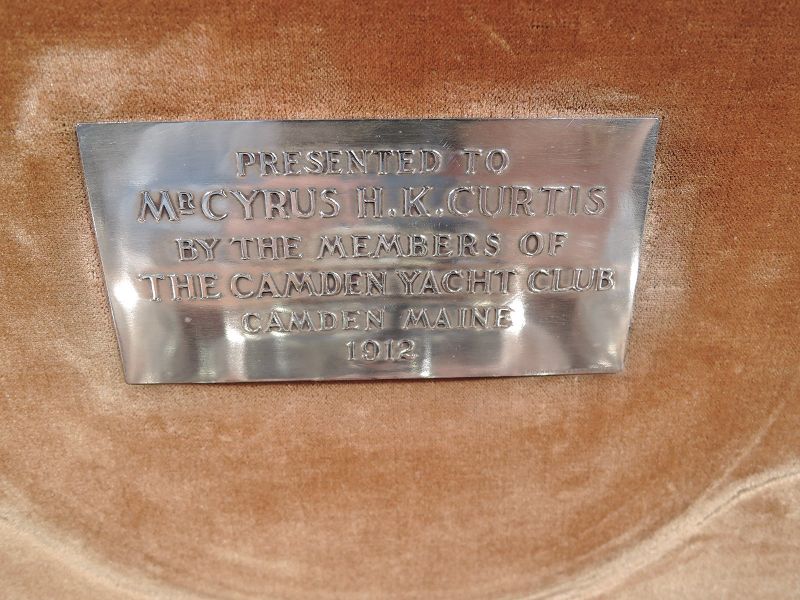 PRESENTED TO
MR CYRUS H.K. CURTIS
BY THE MEMBERS OF
THE CAMDEN YACHT CLUB
CAMDEN MAINE
1912